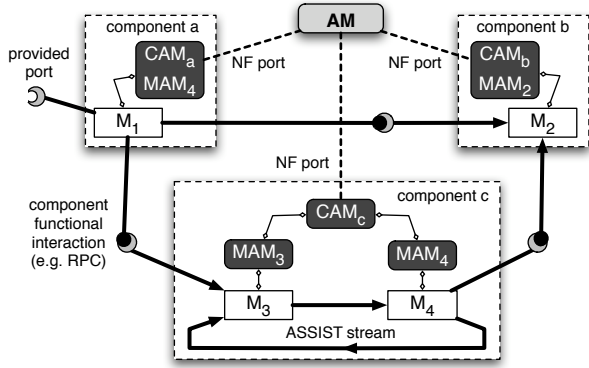 component a
AM
component b
provided
port
CAMa
MAM4
NF port
NF port
CAMb
MAM2
M1
M2
NF port
component c
component
functional
interaction
(e.g. RPC)
CAMc
MAM3
MAM4
M3
M4
ASSIST stream